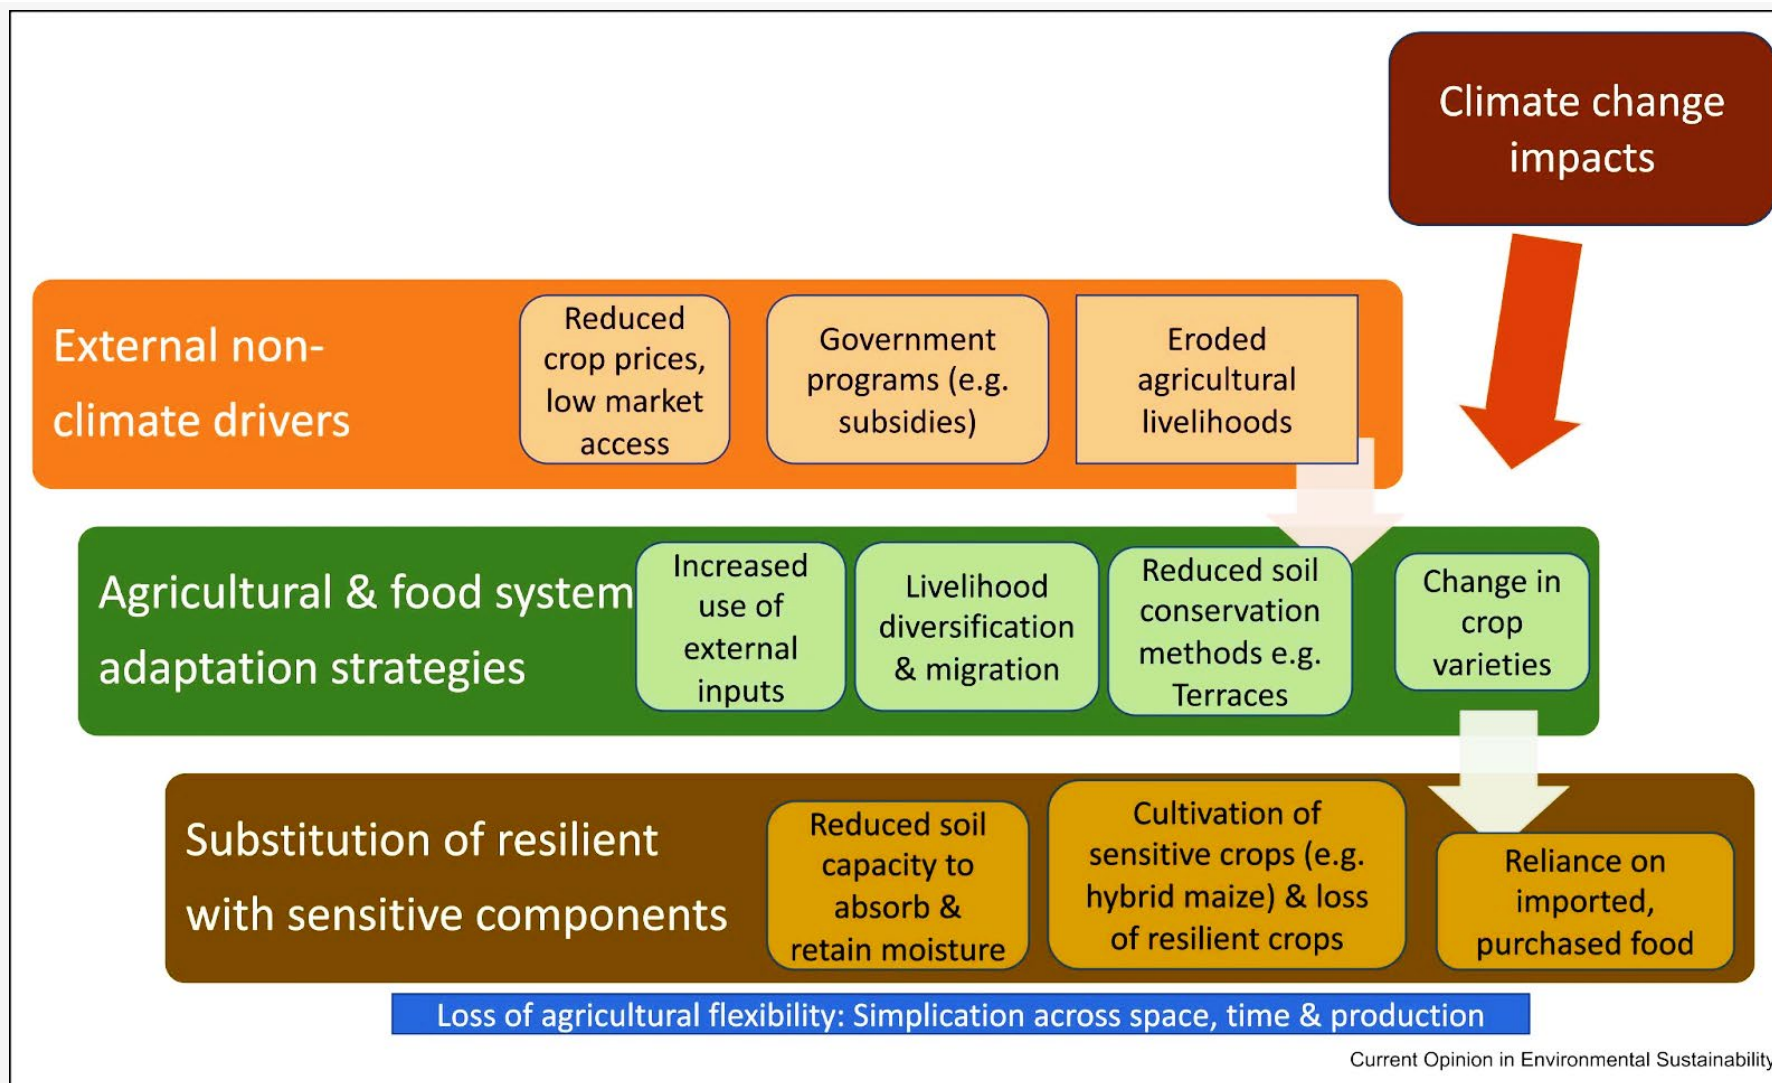 Climate change
impacts
External non-
climate drivers
Reduced
crop prices,
low market
access
Government
programs (e.g.
subsidies)
Eroded
agricultural
livelihoods
Agricultural & food system
adaptation strategies
Increased
use of
external
inputs
Livelihood
diversification
& migration
Reduced soil
conservation
methods e.g.
Terraces
Change in
crop
varieties
Substitution of resilient
with sensitive components
Reduced soil
capacity to
absorb &
retain moisture
Cultivation of
sensitive crops (e.g.
hybrid maize) & loss
of resilient crops
Reliance on
imported,
purchased food
Loss of agricultural flexibility: Simplication across space, time & production
Current Opinion in Environmental Sustainability